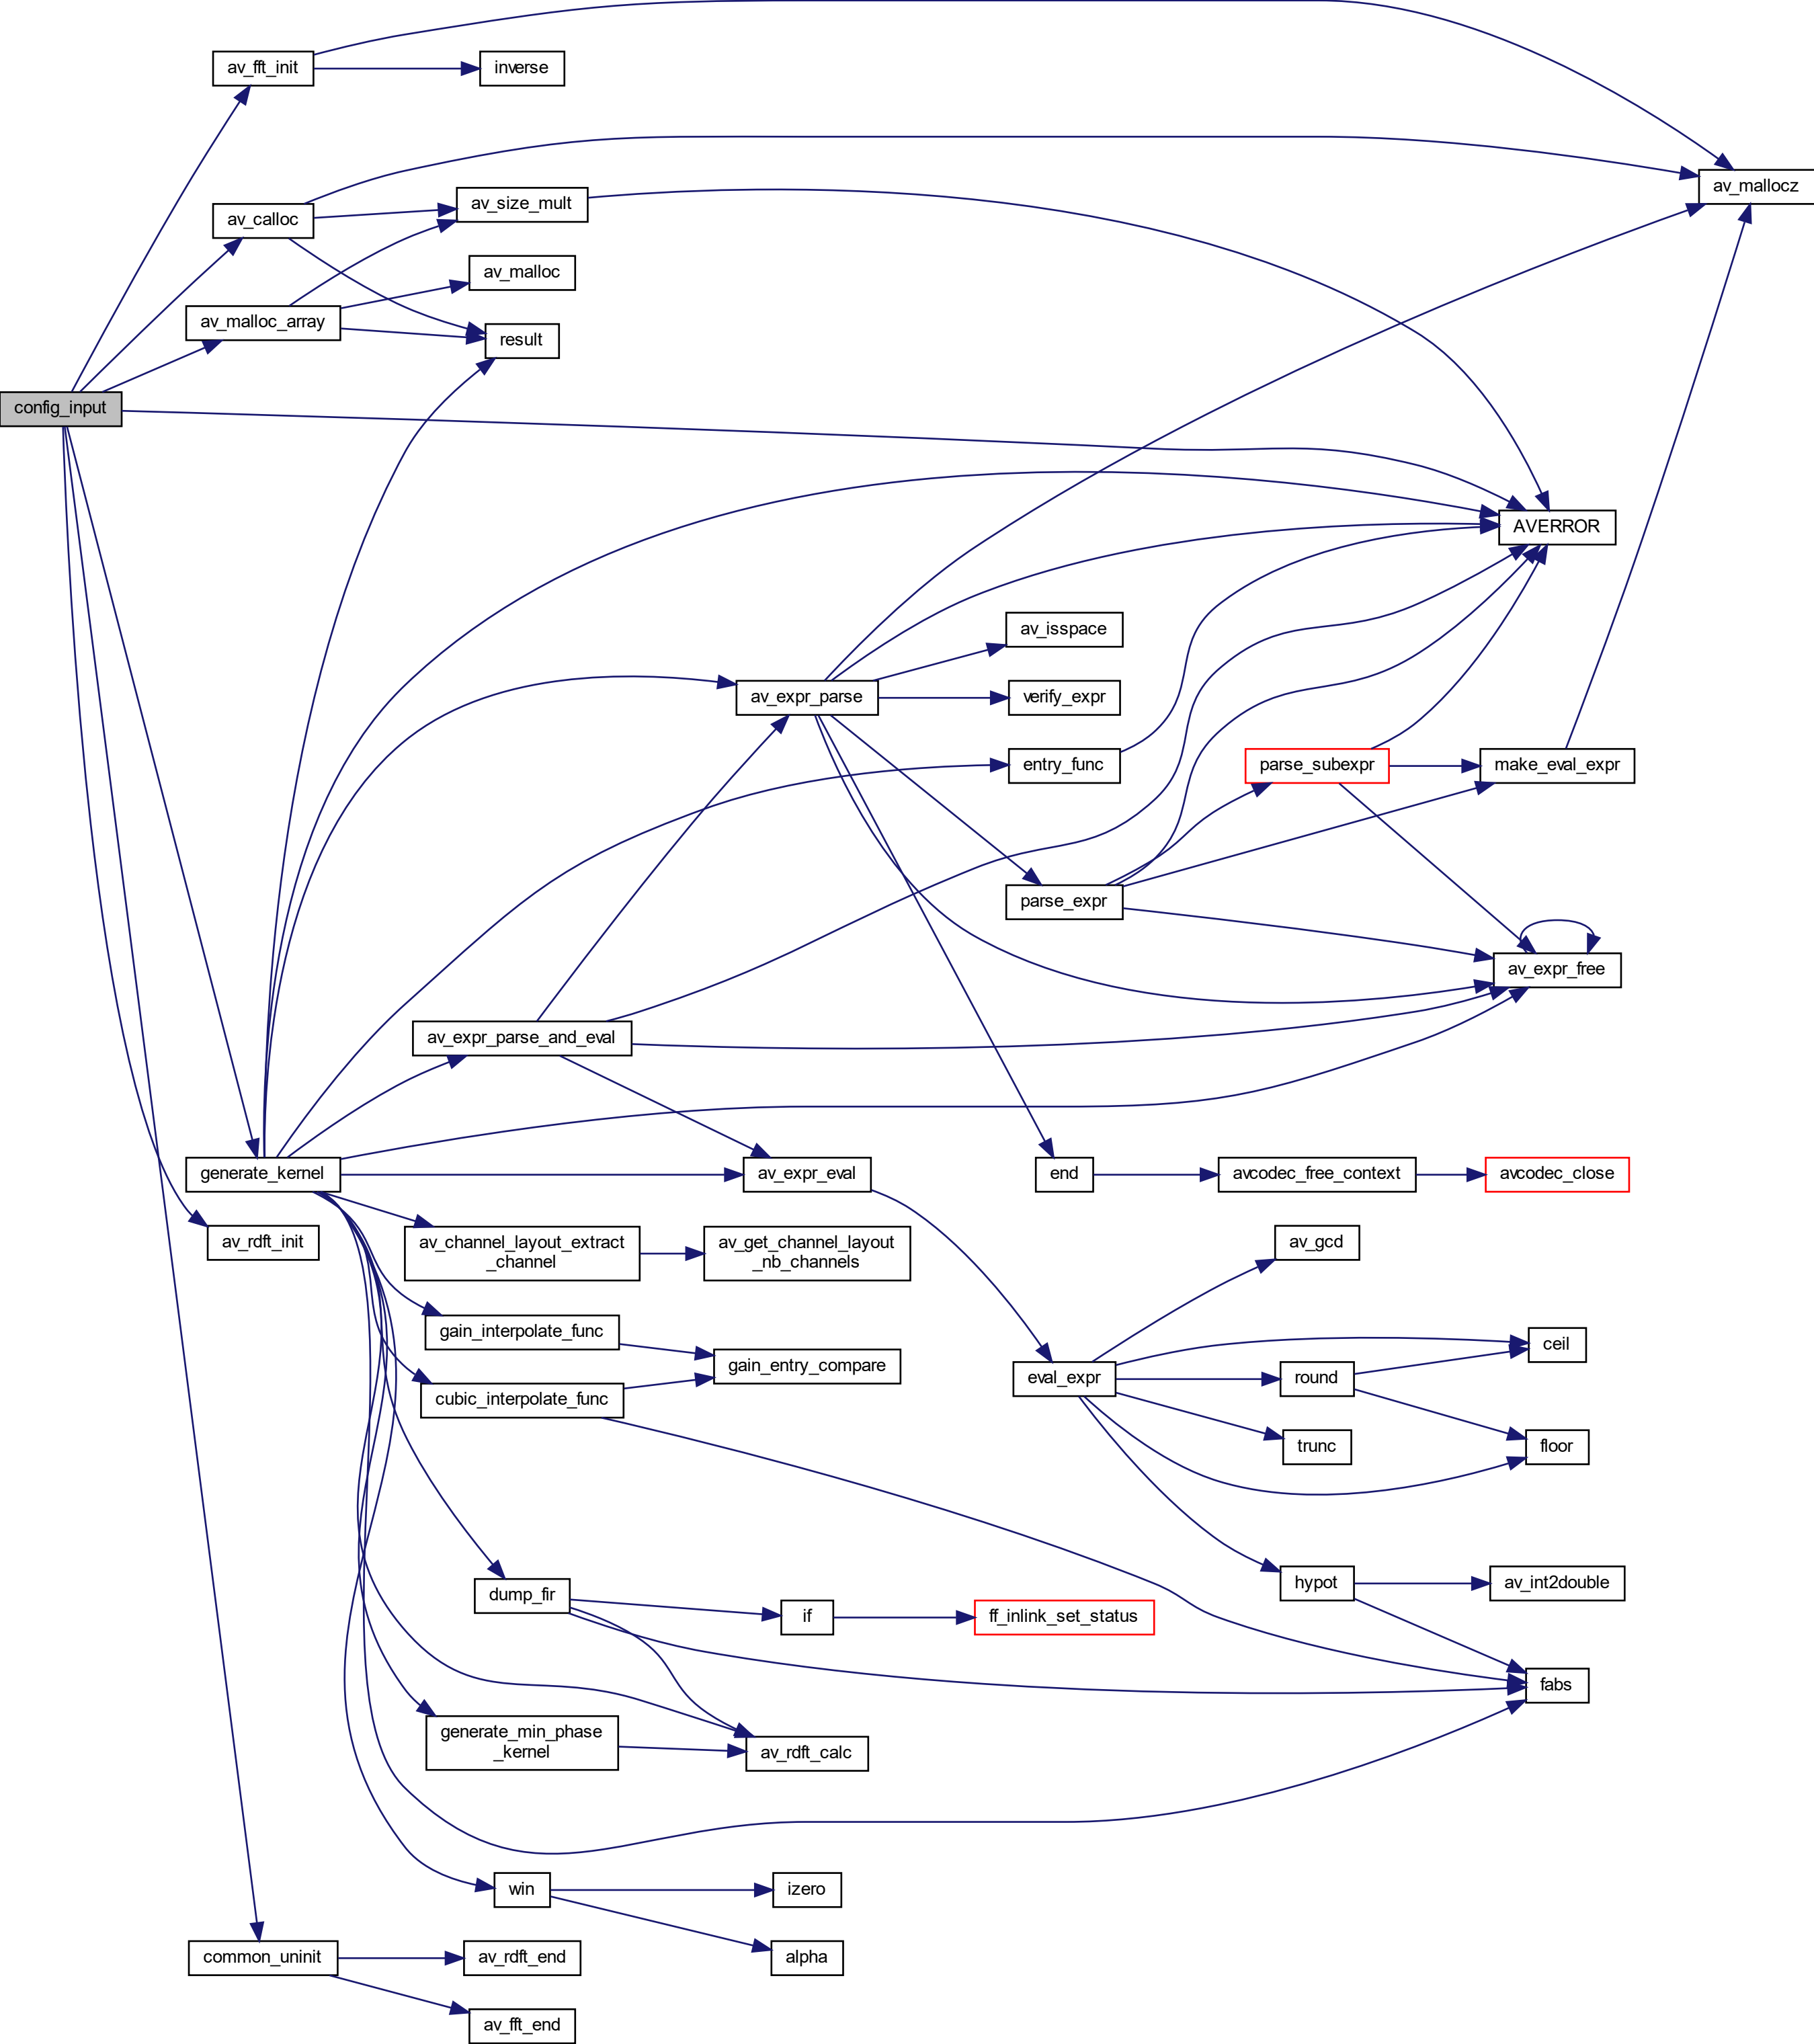 av_fft_init
inverse
av_mallocz
av_calloc
av_size_mult
av_malloc
av_malloc_array
result
config_input
AVERROR
av_isspace
av_expr_parse
verify_expr
entry_func
parse_subexpr
make_eval_expr
parse_expr
av_expr_free
av_expr_parse_and_eval
generate_kernel
av_expr_eval
end
avcodec_free_context
avcodec_close
av_rdft_init
av_channel_layout_extract
_channel
av_get_channel_layout
_nb_channels
av_gcd
gain_interpolate_func
ceil
gain_entry_compare
eval_expr
round
cubic_interpolate_func
trunc
floor
dump_fir
hypot
av_int2double
if
ff_inlink_set_status
fabs
generate_min_phase
_kernel
av_rdft_calc
win
izero
common_uninit
av_rdft_end
alpha
av_fft_end